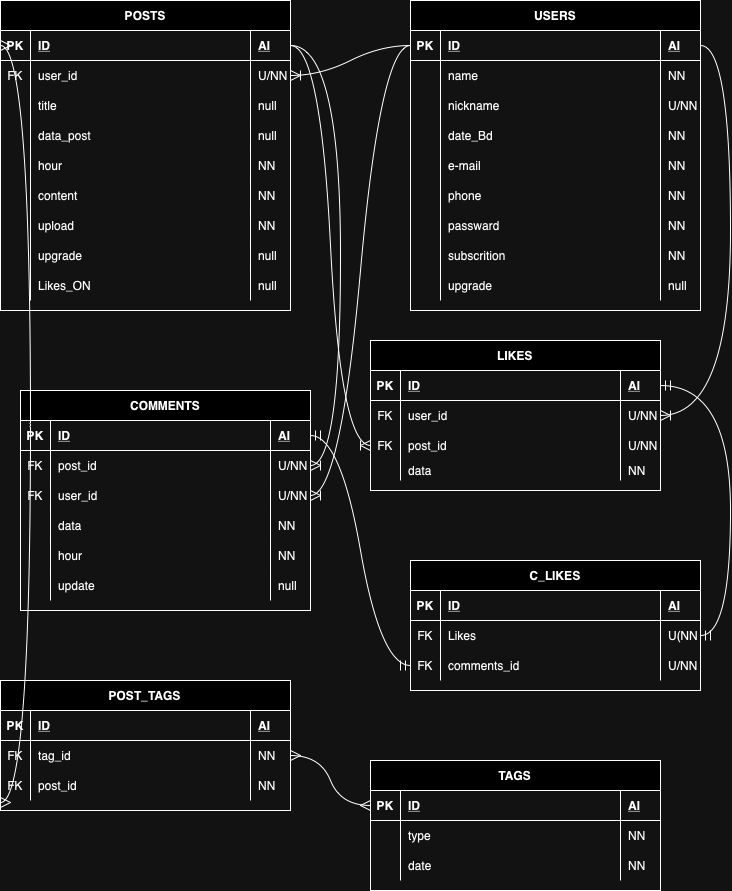 POSTS
PK ID AI
FK user_id U/NN
title null
data_post null
hour NN
content NN
upload NN
upgrade null
Likes_ON null
USERS
PK ID AI
name NN
nickname U/NN
date_Bd NN
e-mail NN
phone NN
passward NN
subscrition NN
upgrade null
LIKES
PK ID AI
FK user_id U/NN
FK post_id U/NN
data NN
COMMENTS
PK ID AI
FK post_id U/NN
FK user_id U/NN
data NN
hour NN
update null
C_LIKES
PK ID AI
FK Likes U(NN
FK comments_id U/NN
POST_TAGS
PK ID AI
FK tag_id NN
FK post_id NN
TAGS
PK ID AI
type NN
date NN